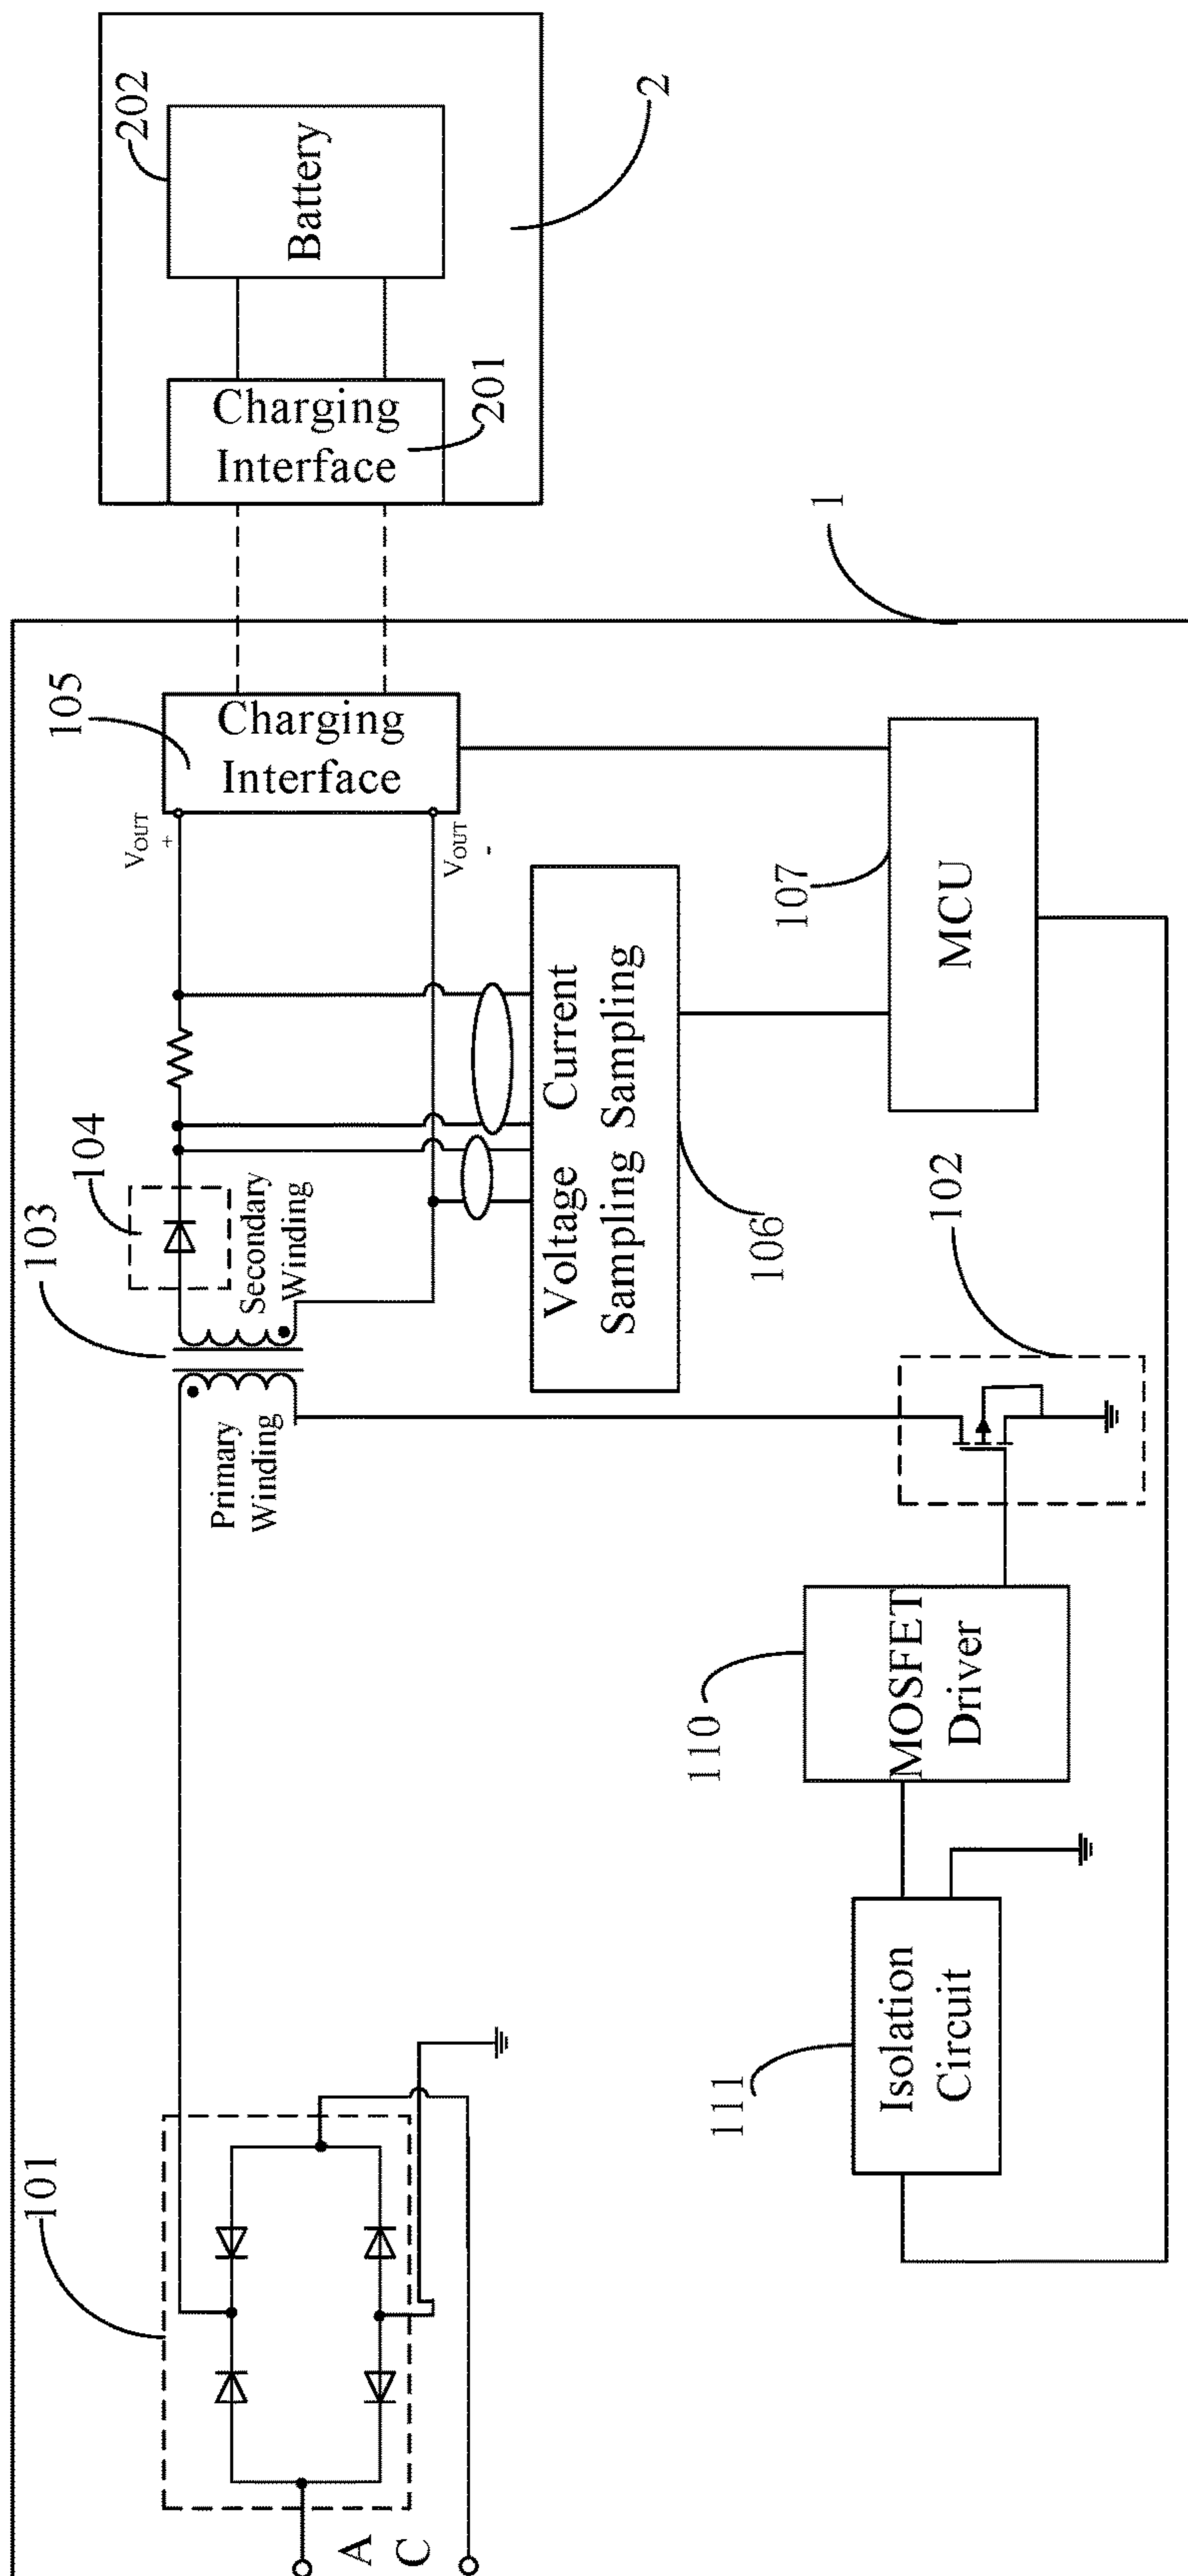 101
A
C
103
Primary
Winding
Secondary
Winding
104
VOUT
+
VOUT
-
105
Charging
Interface
Charging
Interface
201
Battery
202
2
1
Voltage
Sampling
Current
Sampling
106
107
MCU
102
110
MOSFET
Driver
111
Isolation
Circuit